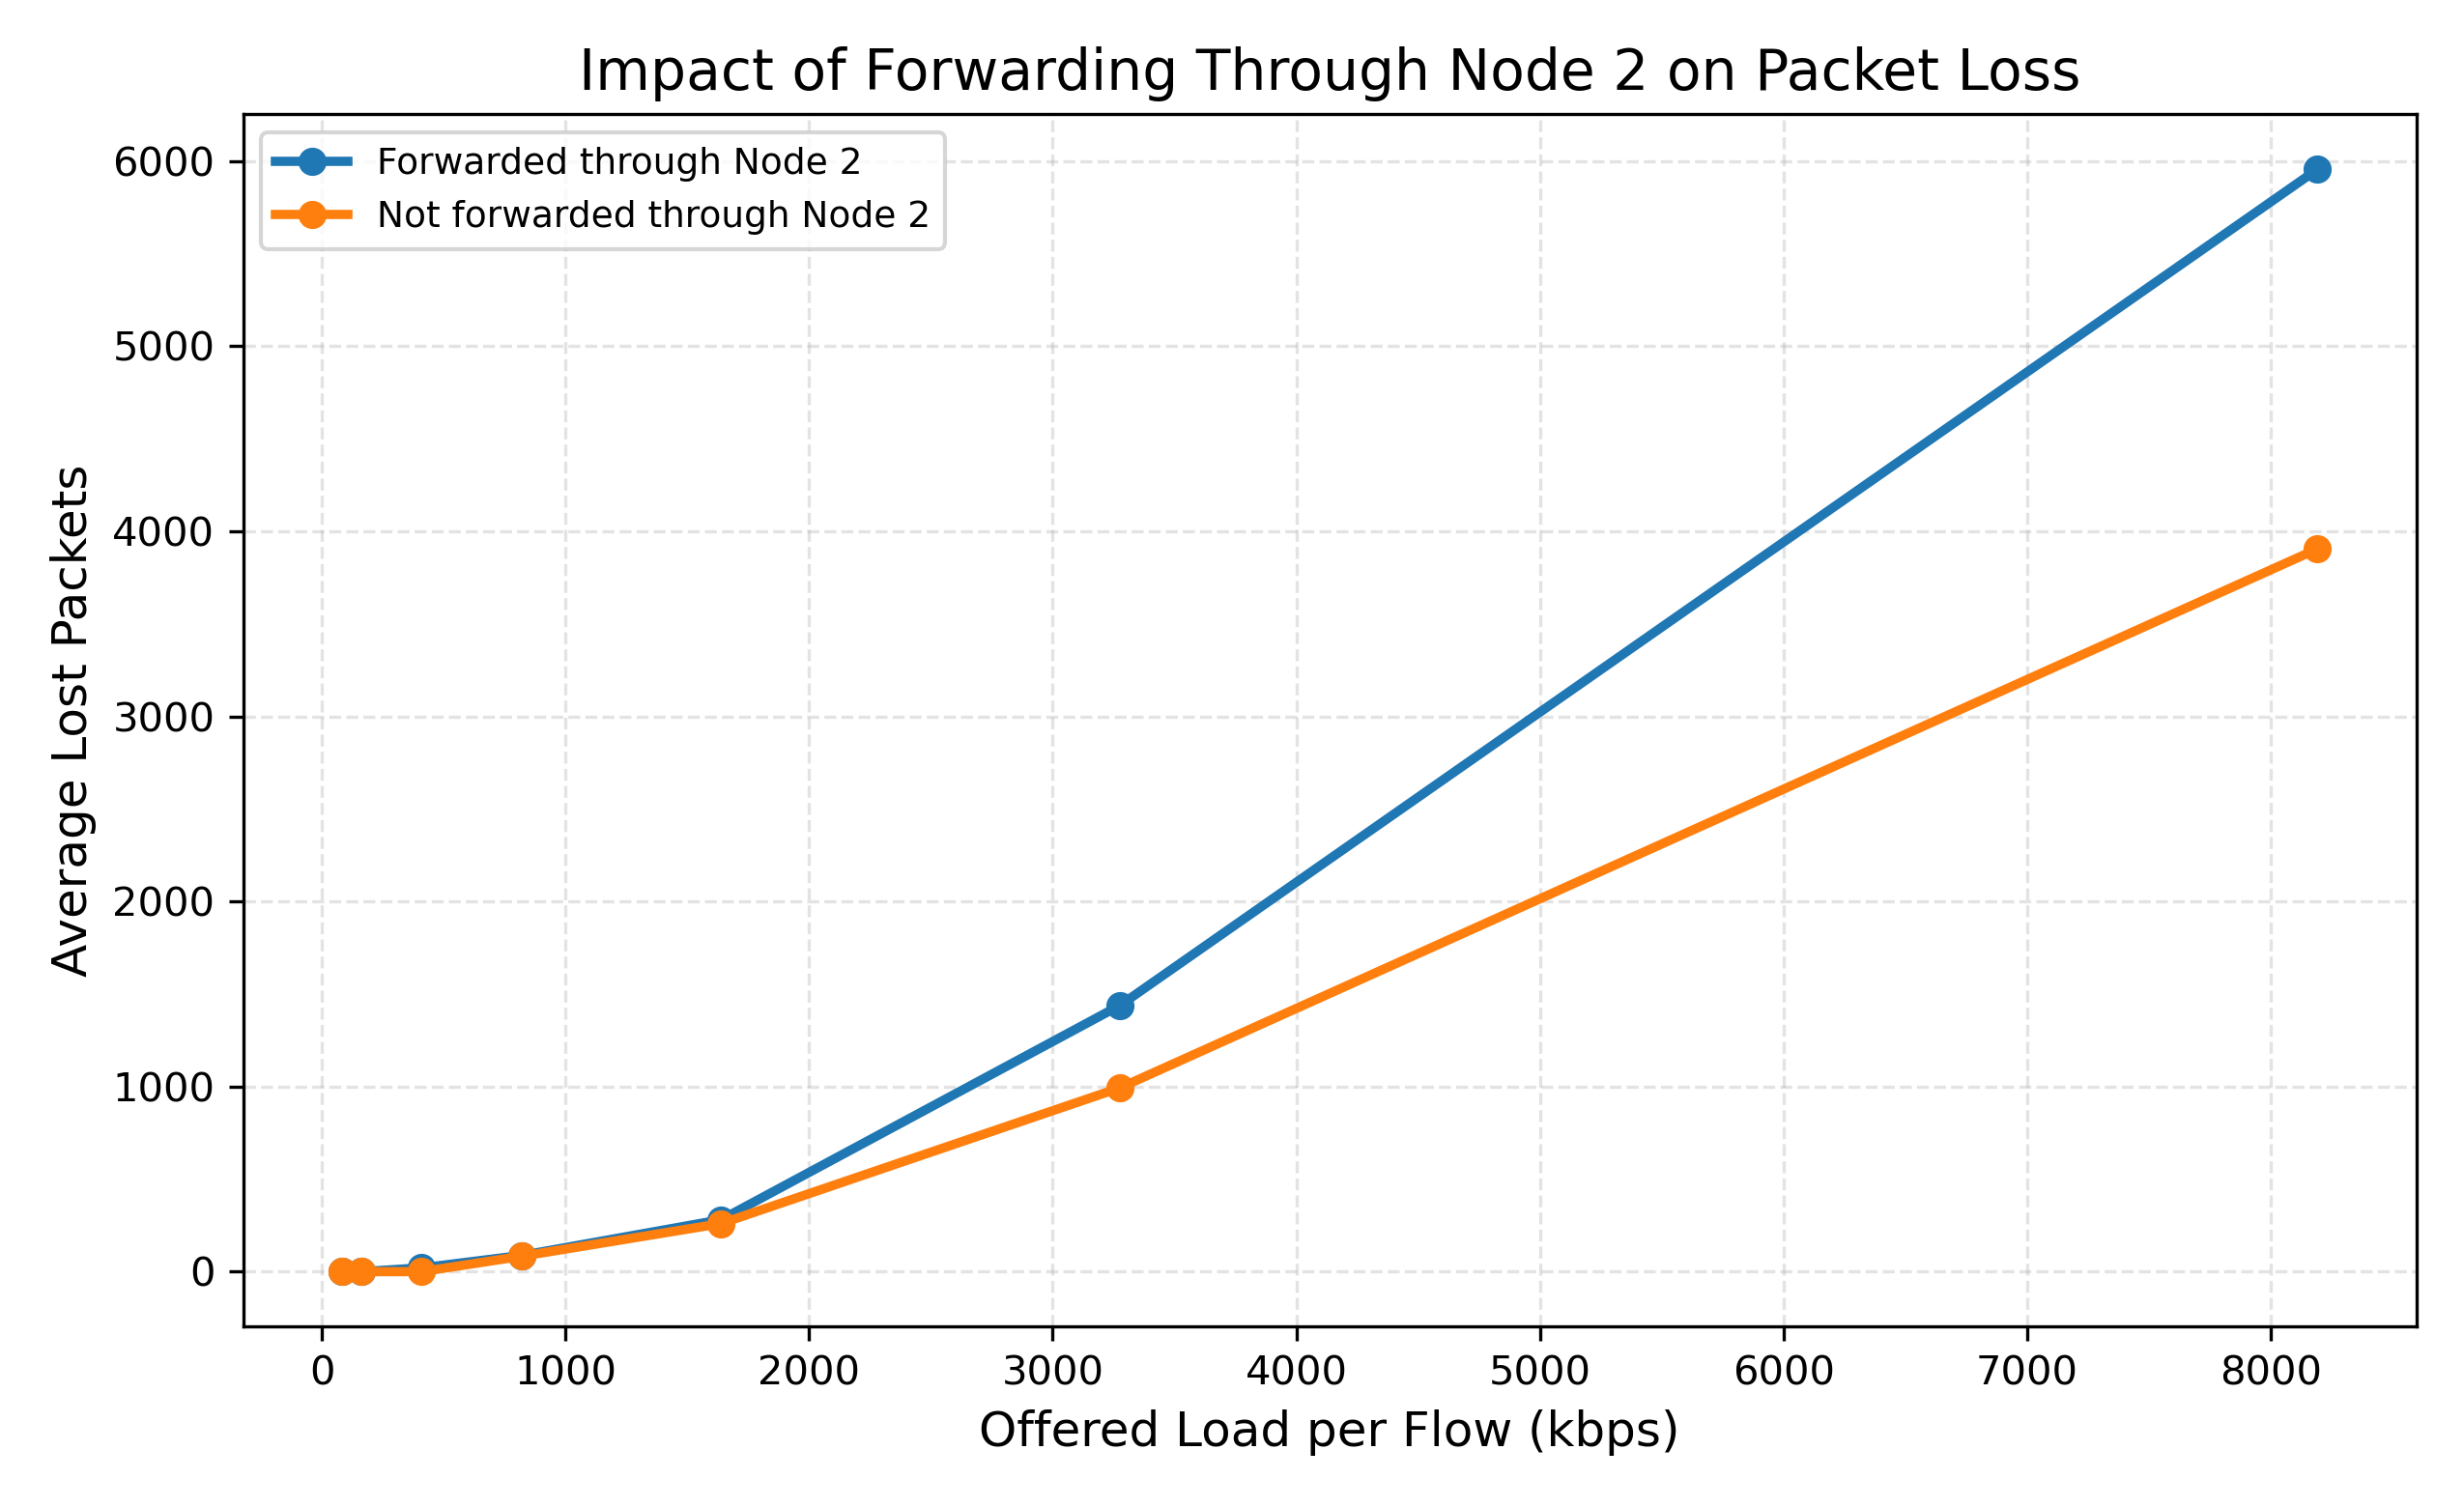 Impact of Forwarding Through Node 2 on Packet Loss
Forwarded through Node 2
Not forwarded through Node 2
Average Lost Packets
6000
5000
4000
3000
2000
1000
0
0 1000 2000 3000 4000 5000 6000 7000 8000
Offered Load per Flow (kbps)